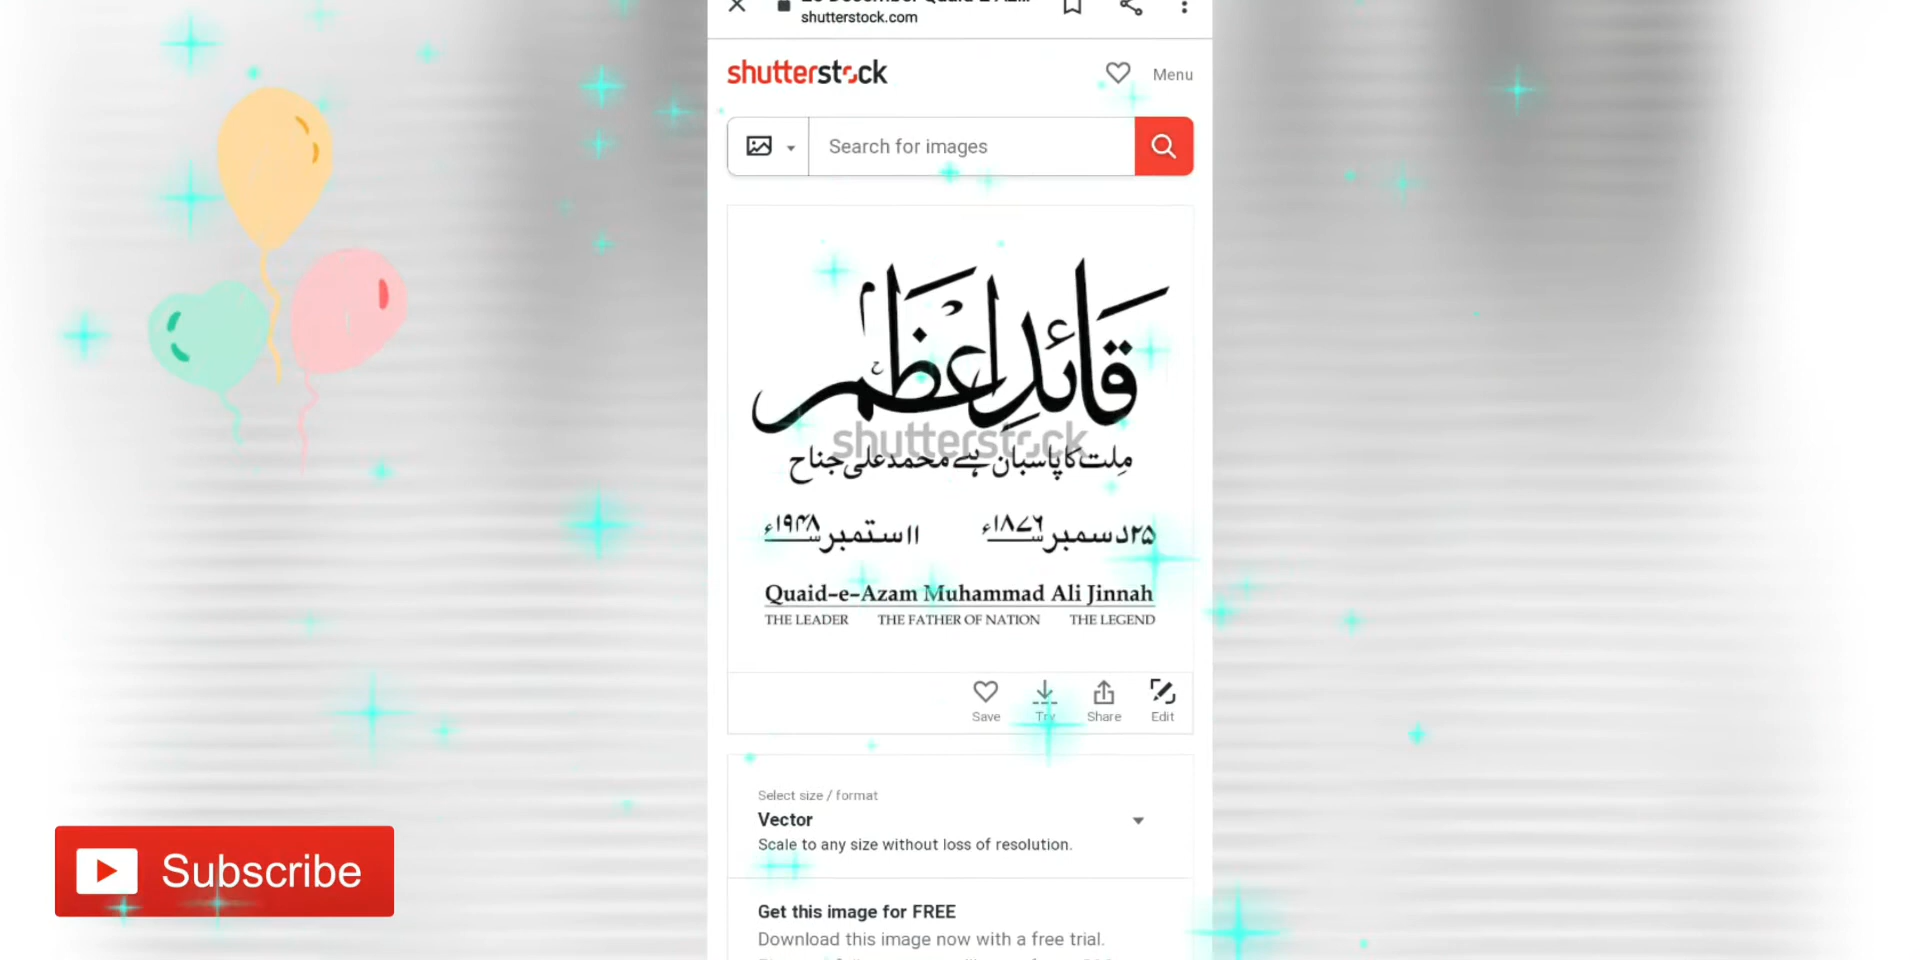 shutterstock.com
shutterstock
Menu
Search for images
قائدِاعظم
shutterstock
مِلت کا پاسبان ہے محمد علی جناح
۲۵دسمبر ۱۸۷۶ء
۱۱ستمبر ۱۹۴۸ء
Quaid-e-Azam Muhammad Ali Jinnah
THE LEADER THE FATHER OF NATION THE LEGEND
Save Try Share Edit
Select size / format
Vector
Scale to any size without loss of resolution.
Get this image for FREE
Download this image now with a free trial.
Subscribe